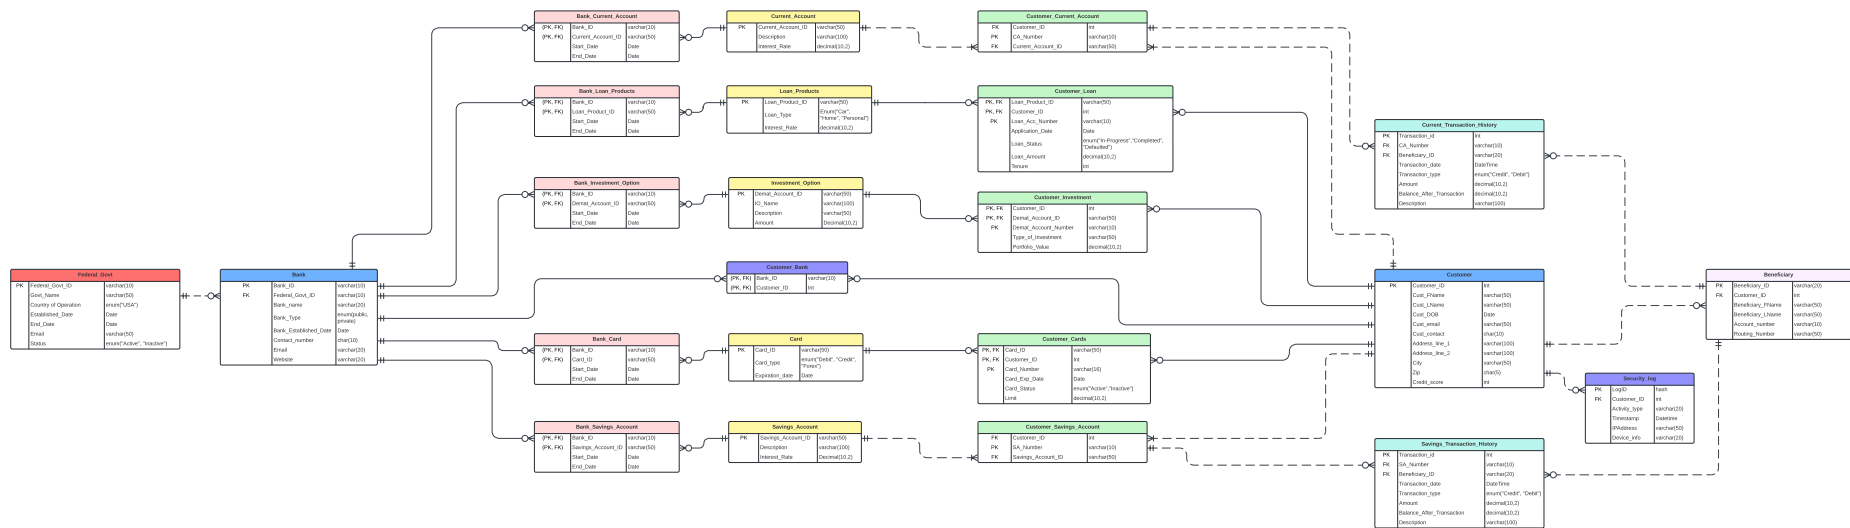 Bank_Current_Account
(PK, FK) Bank_ID varchar(10)
(PK, FK) Current_Account_ID varchar(50)
Start_Date Date
End_Date Date
Current_Account
PK Current_Account_ID varchar(50)
Description varchar(100)
Interest_Rate decimal(10,2)
Customer_Current_Account
FK Customer_ID int
PK CA_Number varchar(10)
FK Current_Account_ID varchar(50)
Bank_Loan_Products
(PK, FK) Bank_ID varchar(10)
(PK, FK) Loan_Product_ID varchar(50)
Start_Date Date
End_Date Date
Loan_Products
PK Loan_Product_ID varchar(50)
Loan_Type Enum("Car",
"Home", "Personal")
Interest_Rate decimal(10,2)
Customer_Loan
PK, FK Loan_Product_ID varchar(50)
PK, FK Customer_ID int
PK Loan_Acc_Number varchar(10)
Application_Date Date
Loan_Status enum("In-Progress","Completed",
"Defaulted")
Loan_Amount decimal(10,2)
Tenure int
Current_Transaction_History
PK Transaction_id Int
FK CA_Number varchar(10)
FK Beneficiary_ID varchar(20)
Transaction_date DateTime
Transaction_type enum("Credit", "Debit")
Amount decimal(10,2)
Balance_After_Transaction decimal(10,2)
Description varchar(100)
Bank_Investment_Option
(PK, FK) Bank_ID varchar(10)
(PK, FK) Demat_Account_ID varchar(50)
Start_Date Date
End_Date Date
Investment_Option
PK Demat_Account_ID varchar(50)
IO_Name varchar(100)
Description varchar(50)
Amount Decimal(10,2)
Customer_Investment
PK, FK Customer_ID Int
PK, FK Demat_Account_ID varchar(50)
PK Demat_Account_Number varchar(10)
Type_of_Investment varchar(50)
Portfolio_Value decimal(10,2)
Federal_Govt
PK Federal_Govt_ID varchar(10)
Govt_Name varchar(50)
Country of Operation enum("USA")
Established_Date Date
End_Date Date
Email varchar(50)
Status enum("Active", "Inactive")
Bank
PK Bank_ID varchar(10)
FK Federal_Govt_ID varchar(10)
Bank_name varchar(20)
Bank_Type enum(public,
private)
Bank_Established_Date Date
Contact_number char(10)
Email varchar(20)
Website varchar(20)
Customer_Bank
(PK, FK) Bank_ID varchar(10)
(PK, FK) Customer_ID Int
Customer
PK Customer_ID Int
Cust_FName varchar(50)
Cust_LName varchar(50)
Cust_DOB Date
Cust_email varchar(50)
Cust_contact char(10)
Address_line_1 varchar(100)
Address_line_2 varchar(100)
City varchar(50)
Zip char(5)
Credit_score int
Beneficiary
PK Beneficiary_ID varchar(20)
FK Customer_ID int
Beneficiary_FName varchar(50)
Beneficiary_LName varchar(50)
Account_number varchar(10)
Routing_Number varchar(50)
Bank_Card
(PK, FK) Bank_ID varchar(10)
(PK, FK) Card_ID varchar(50)
Start_Date Date
End_Date Date
Card
PK Card_ID varchar(50)
Card_type enum("Debit", "Credit",
"Forex")
Expiration_date Date
Customer_Cards
PK, FK Card_ID varchar(50)
PK, FK Customer_ID Int
PK Card_Number varchar(16)
Card_Exp_Date Date
Card_Status enum("Active","Inactive")
Limit decimal(10,2)
Security_log
PK LogID hash
FK Customer_ID int
Activity_type varchar(20)
Timestamp Datetime
IPAddress varchar(50)
Device_info varchar(20)
Bank_Savings_Account
(PK, FK) Bank_ID varchar(10)
(PK, FK) Savings_Account_ID varchar(50)
Start_Date Date
End_Date Date
Savings_Account
PK Savings_Account_ID varchar(50)
Description varchar(100)
Interest_Rate Decimal(10,2)
Customer_Savings_Account
FK Customer_ID int
PK SA_Number varchar(10)
FK Savings_Account_ID varchar(50)
Savings_Transaction_History
PK Transaction_id Int
FK SA_Number varchar(10)
FK Beneficiary_ID varchar(20)
Transaction_date DateTime
Transaction_type enum("Credit", "Debit")
Amount decimal(10,2)
Balance_After_Transaction decimal(10,2)
Description varchar(100)